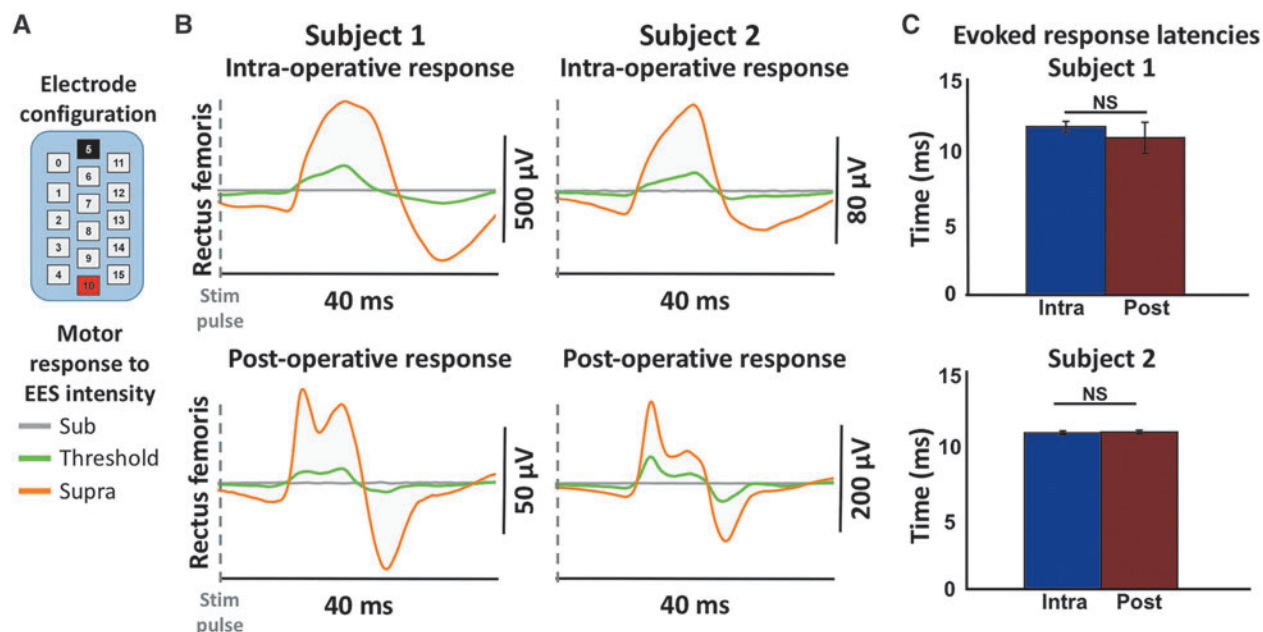 A
Electrode
configuration
5
0
11
6
1
12
7
2
13
8
3
14
9
4
15
10
Motor
response to
EES intensity
Sub
Threshold
Supra
B
Subject 1
Intra-operative response
Rectus femoris
500 µV
Stim
pulse
40 ms
Subject 2
Intra-operative response
80 µV
40 ms
Post-operative response
Rectus femoris
50 µV
Stim
pulse
40 ms
Post-operative response
200 µV
40 ms
C
Evoked response latencies
Subject 1
Time (ms)
15
10
5
0
NS
Intra
Post
Subject 2
Time (ms)
15
10
5
0
NS
Intra
Post